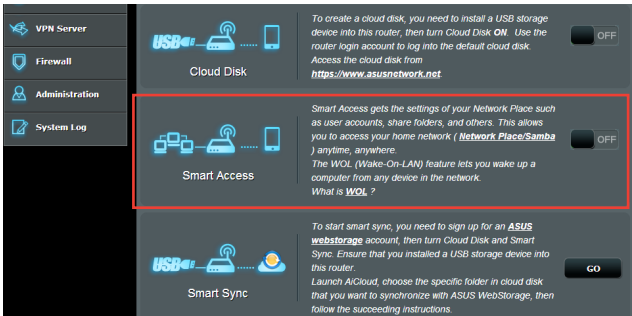 VPN Server
Firewall
Administration
System Log
USB
Cloud Disk
To create a cloud disk, you need to install a USB storage
device into this router, then turn Cloud Disk ON. Use the
router login account to log into the default cloud disk.
Access the cloud disk from
https://www.asusnetwork.net.
OFF
Smart Access
Smart Access gets the settings of your Network Place such
as user accounts, share folders, and others. This allows
you to access your home network ( Network Place/Samba
) anytime, anywhere.
The WOL (Wake-On-LAN) feature lets you wake up a
computer from any device in the network.
What is WOL ?
OFF
USB
Smart Sync
To start smart sync, you need to sign up for an ASUS
webstorage account, then turn Cloud Disk and Smart
Sync. Ensure that you installed a USB storage device into
this router.
Launch AiCloud, choose the specific folder in cloud disk
that you want to synchronize with ASUS WebStorage, then
follow the succeeding instructions.
GO